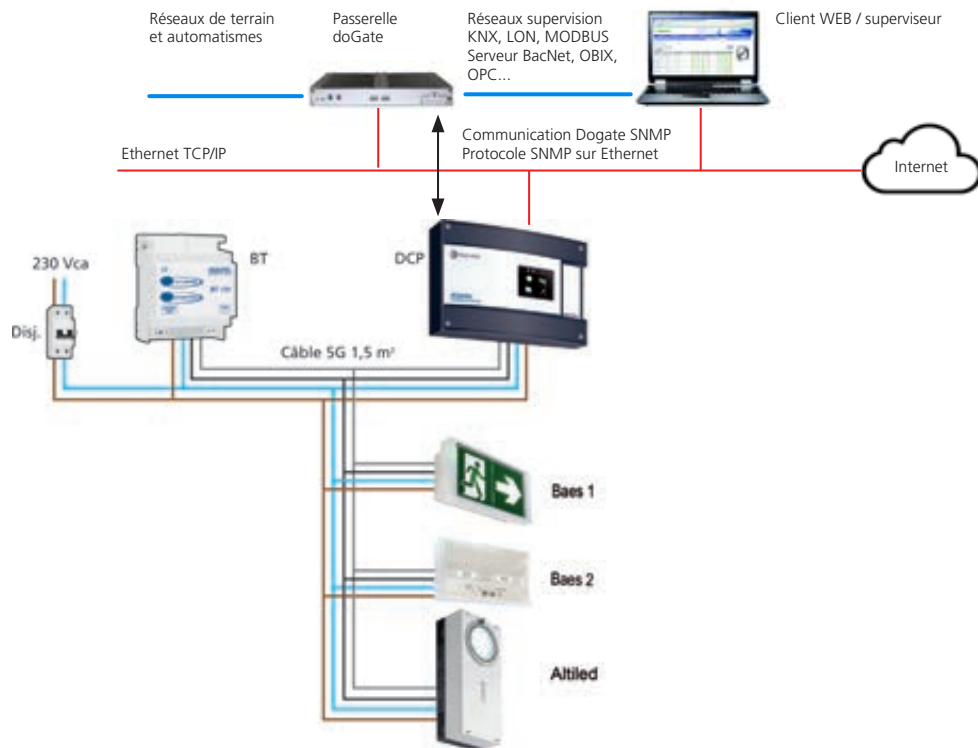 Réseaux de terrain
et automatismes
Passerelle
doGate
Réseaux supervision
KNX, LON, MODBUS
Serveur BacNet, OBIX,
OPC...
Client WEB / superviseur
Communication Dogate SNMP
Protocole SNMP sur Ethernet
Ethernet TCP/IP
Internet
230 Vca
BT
DCP
Disj.
Câble 5G 1,5 m²
Baes 1
Baes 2
Altiled